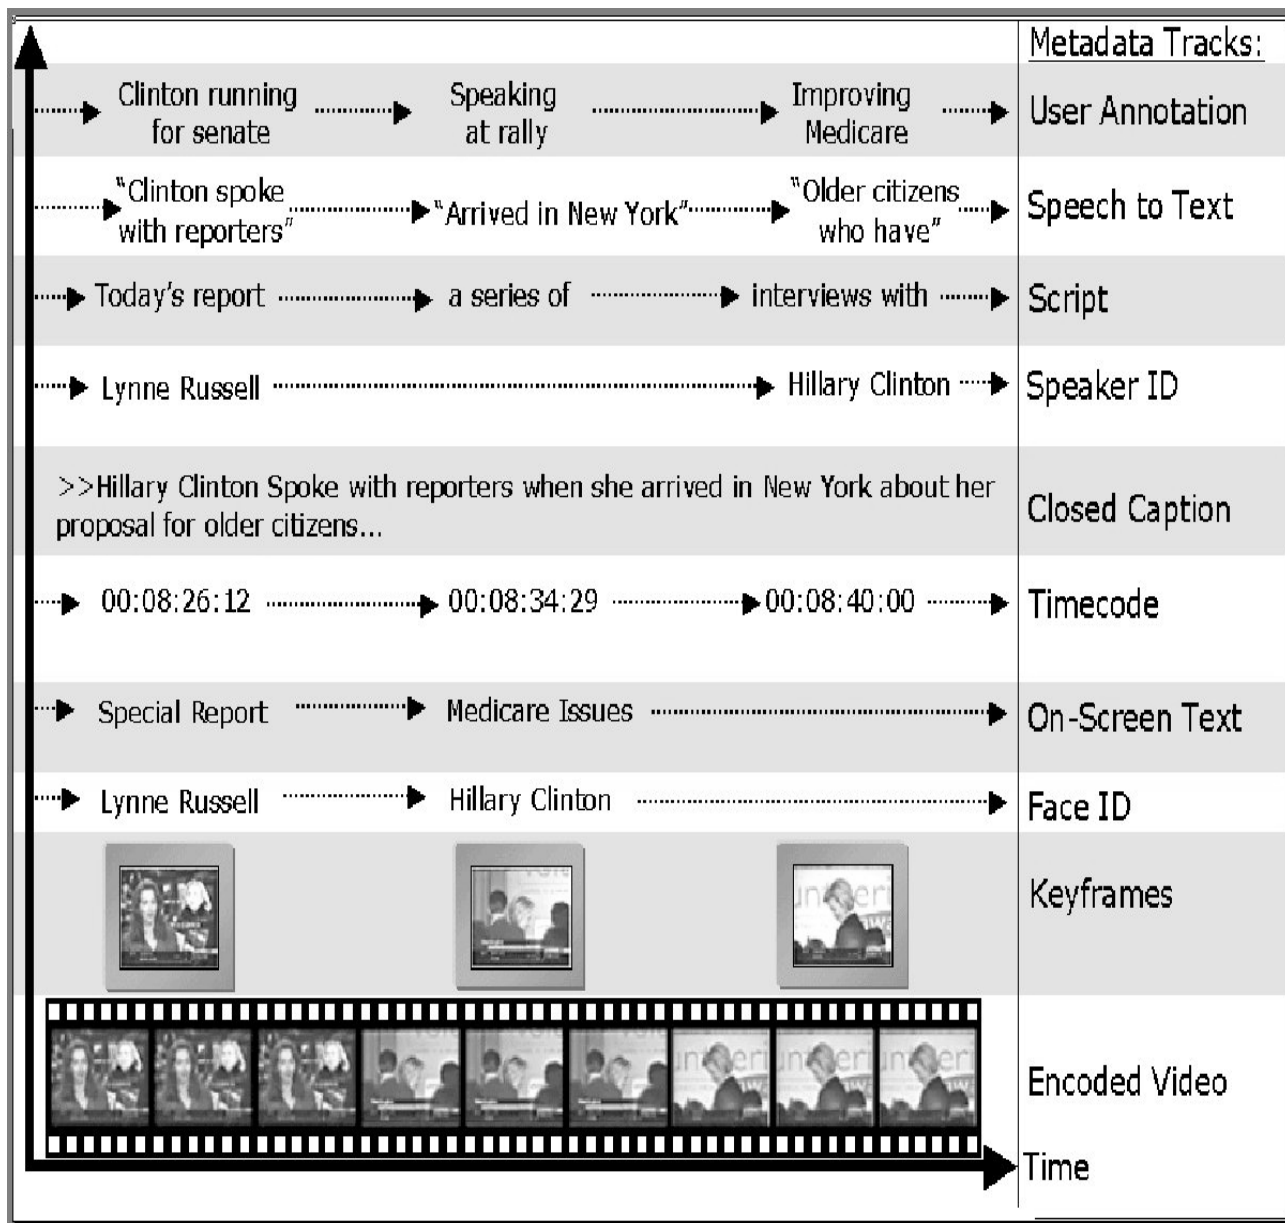 Metadata Tracks:
Clinton running for senate
Speaking at rally
Improving Medicare
User Annotation
“Clinton spoke with reporters”
“Arrived in New York”
“Older citizens who have”
Speech to Text
Today's report
a series of
interviews with
Script
Lynne Russell
Hillary Clinton
Speaker ID
>>Hillary Clinton Spoke with reporters when she arrived in New York about her
proposal for older citizens...
Closed Caption
00:08:26:12
00:08:34:29
00:08:40:00
Timecode
Special Report
Medicare Issues
On-Screen Text
Lynne Russell
Hillary Clinton
Face ID
Keyframes
Encoded Video
Time